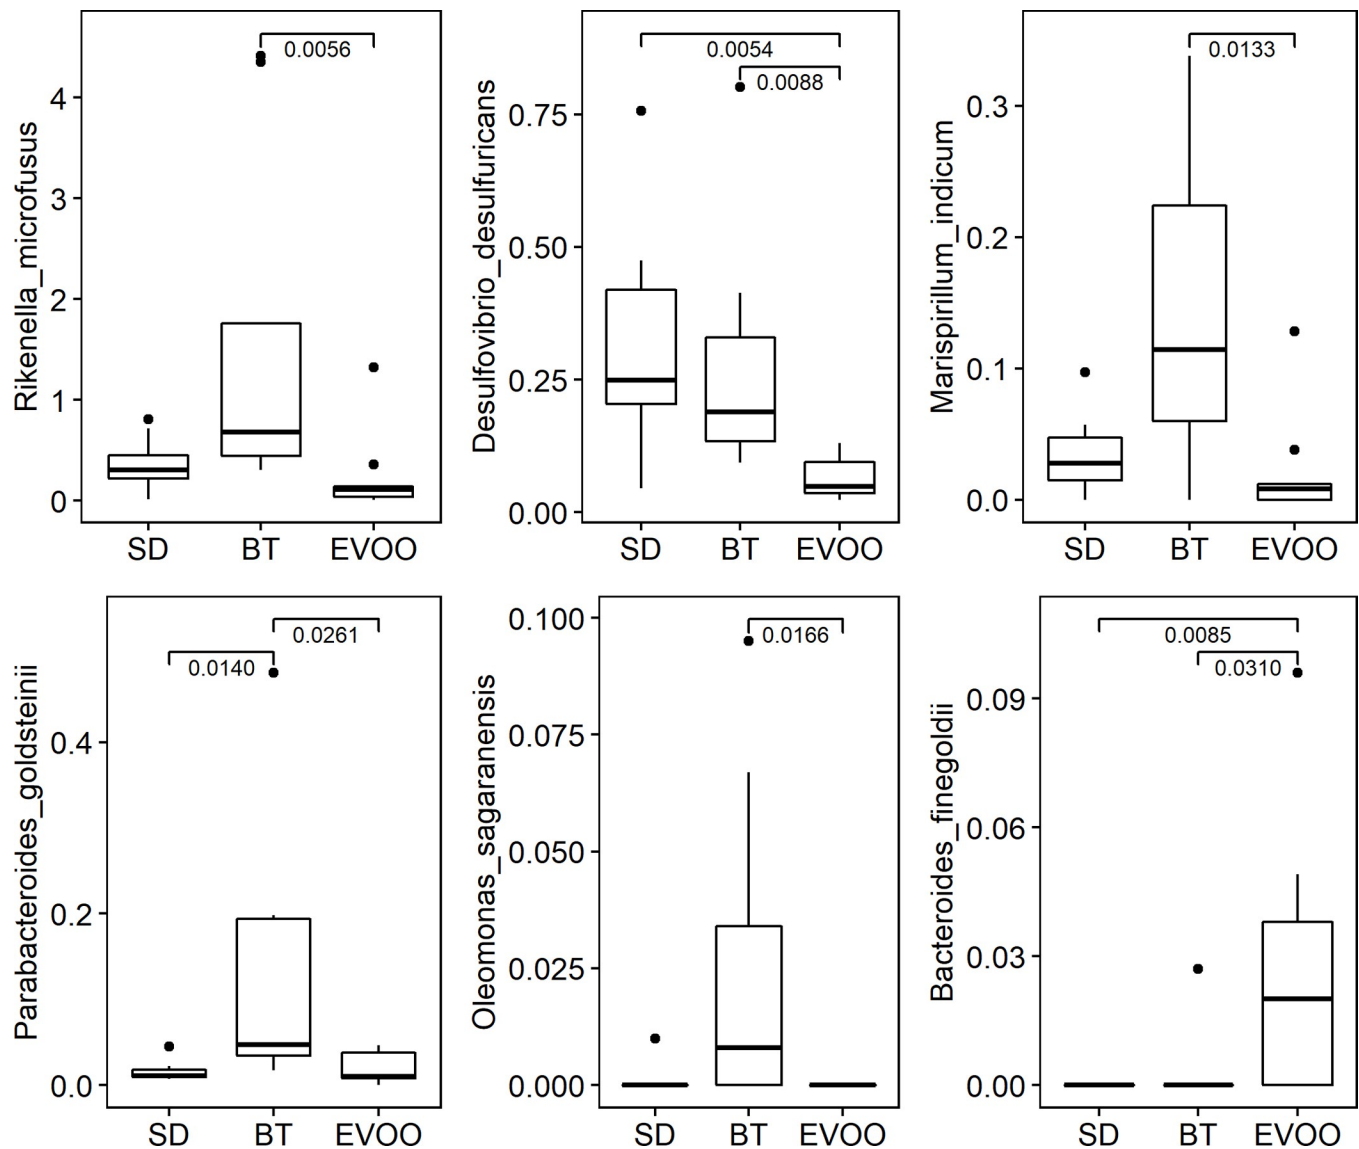 Rikenella_microfusus
4
3
2
1
0
0.0056
SD BT EVOO
Desulfovibrio_desulfuricans
0.75
0.50
0.25
0.00
0.0054
0.0088
SD BT EVOO
Marispirillum_indicum
0.3
0.2
0.1
0.0
0.0133
SD BT EVOO
Parabacteroides_goldsteinii
0.4
0.2
0.0
0.0261
0.0140
SD BT EVOO
Oleomonas_sagaranensis
0.100
0.075
0.050
0.025
0.000
0.0166
SD BT EVOO
Bacteroides_finegoldii
0.09
0.06
0.03
0.00
0.0085
0.0310
SD BT EVOO